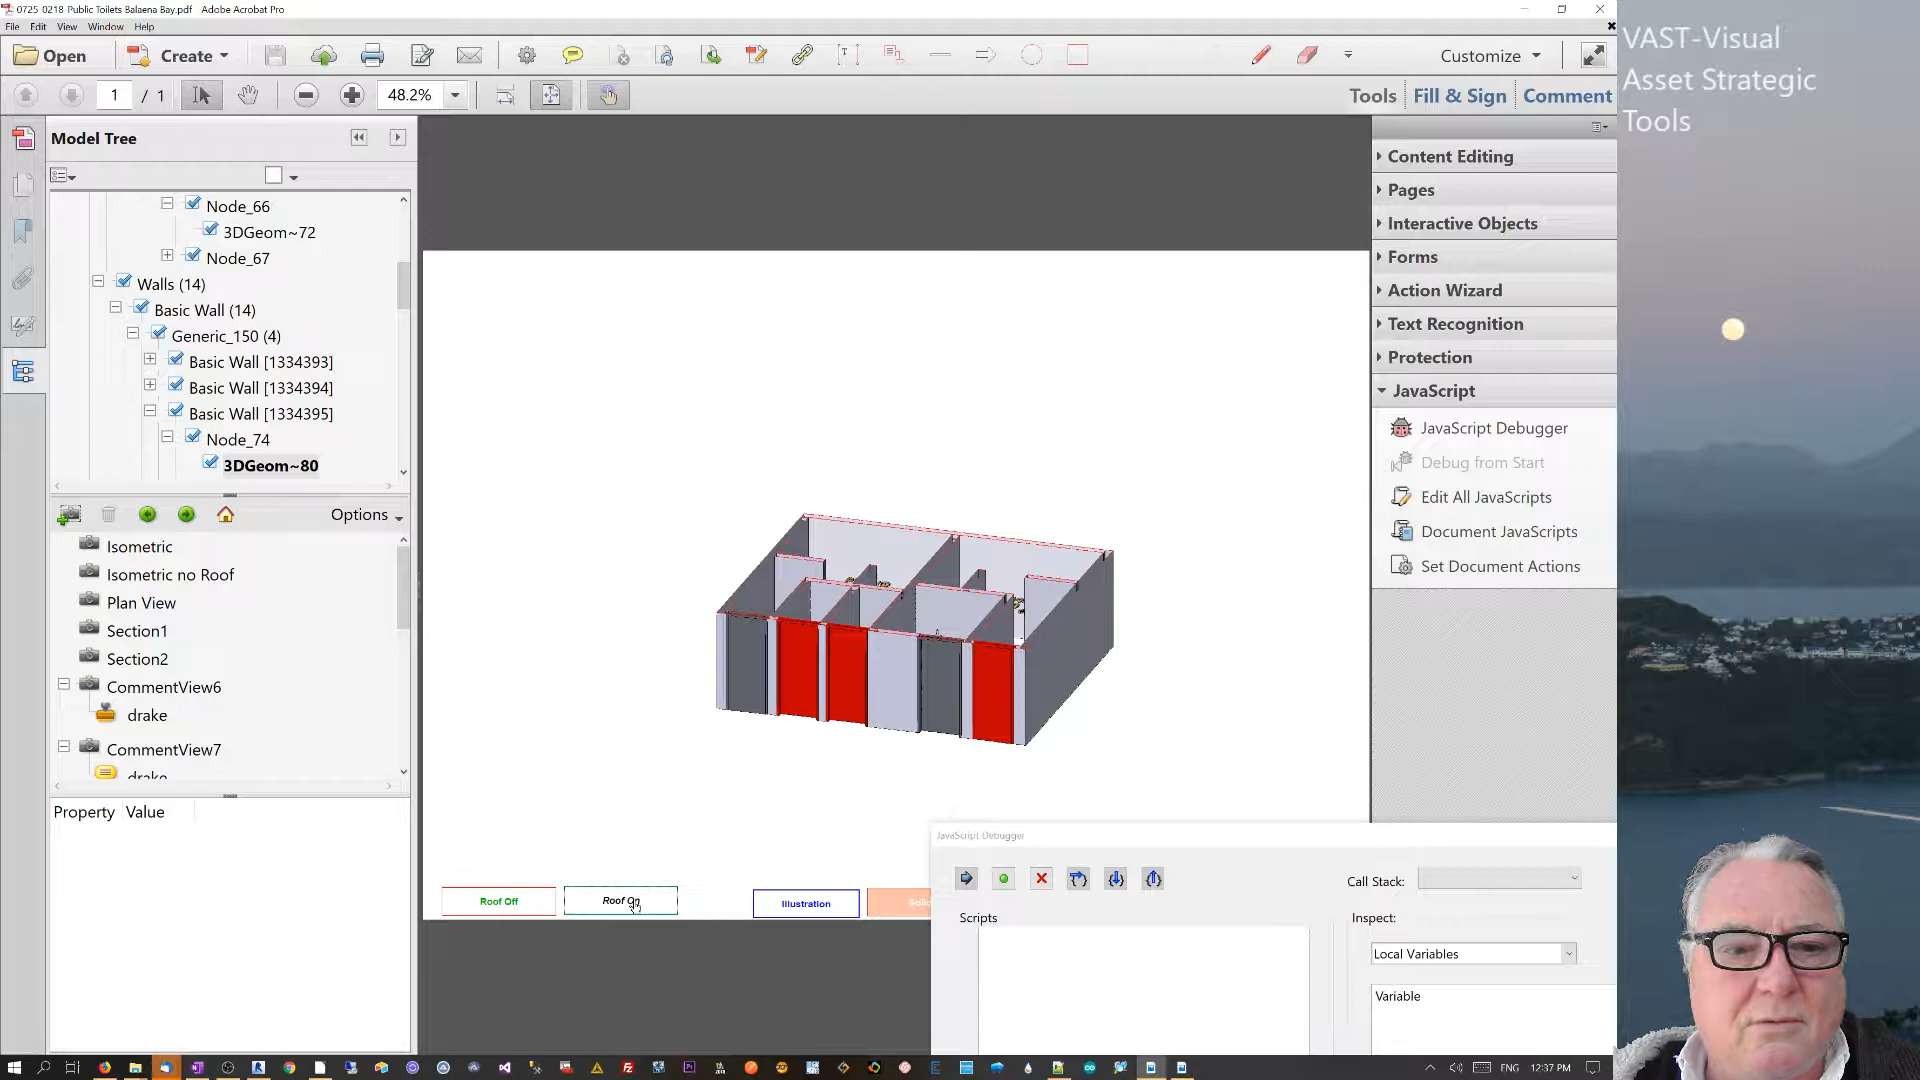 0725-0218-Public Toilets Balaena Bay.pdf - Adobe Acrobat Pro
File Edit View Window Help
Open
Create
Customize
1 / 1
48.2%
Tools
Fill & Sign
Comment
Model Tree
Node_66
3DGeom~72
Node_67
Walls (14)
Basic Wall (14)
Generic_150 (4)
Basic Wall [1334393]
Basic Wall [1334394]
Basic Wall [1334395]
Node_74
3DGeom~80
Options
Isometric
Isometric no Roof
Plan View
Section1
Section2
CommentView6
drake
CommentView7
drake
Property Value
Roof Off
Roof On
Illustration
Content Editing
Pages
Interactive Objects
Forms
Action Wizard
Text Recognition
Protection
JavaScript
JavaScript Debugger
Debug from Start
Edit All JavaScripts
Document JavaScripts
Set Document Actions
JavaScript Debugger
Call Stack:
Scripts
Inspect:
Local Variables
Variable
VAST-Visual
Asset Strategic
Tools
ENG 12:37 PM